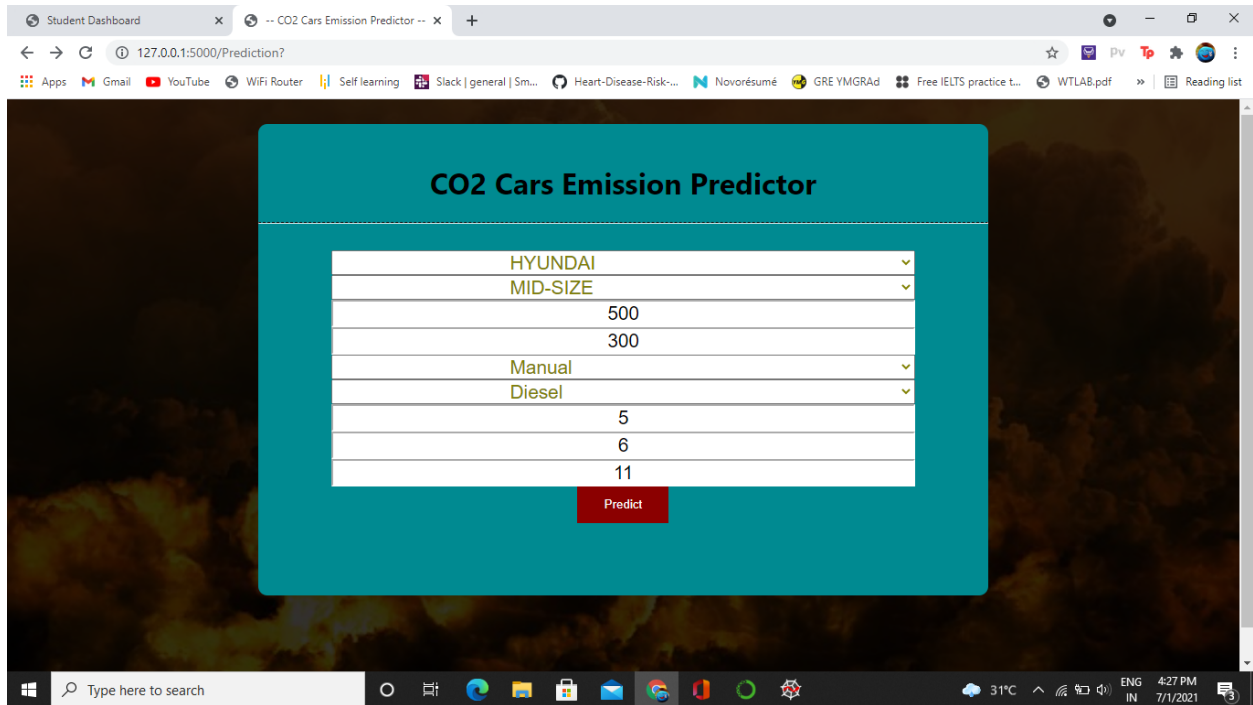 Student Dashboard
-- CO2 Cars Emission Predictor --
127.0.0.1:5000/Prediction?
Pv Tp
Apps Gmail YouTube WiFi Router Self learning Slack | general | Sm... Heart-Disease-Risk-... Novorésumé GRE YMGRAd Free IELTS practice t... WTLAB.pdf » Reading list
CO2 Cars Emission Predictor
HYUNDAI
MID-SIZE
500
300
Manual
Diesel
5
6
11
Predict
Type here to search
31°C
ENG
IN
4:27 PM
7/1/2021
3